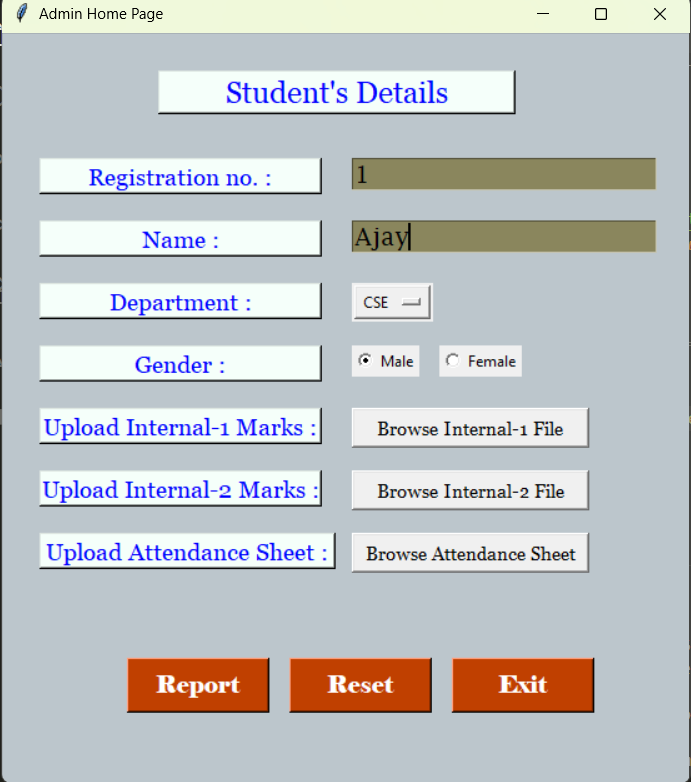 Admin Home Page
Student's Details
Registration no. : 1
Name : Ajay
Department : CSE
Gender : Male Female
Upload Internal-1 Marks : Browse Internal-1 File
Upload Internal-2 Marks : Browse Internal-2 File
Upload Attendance Sheet : Browse Attendance Sheet
Report Reset Exit